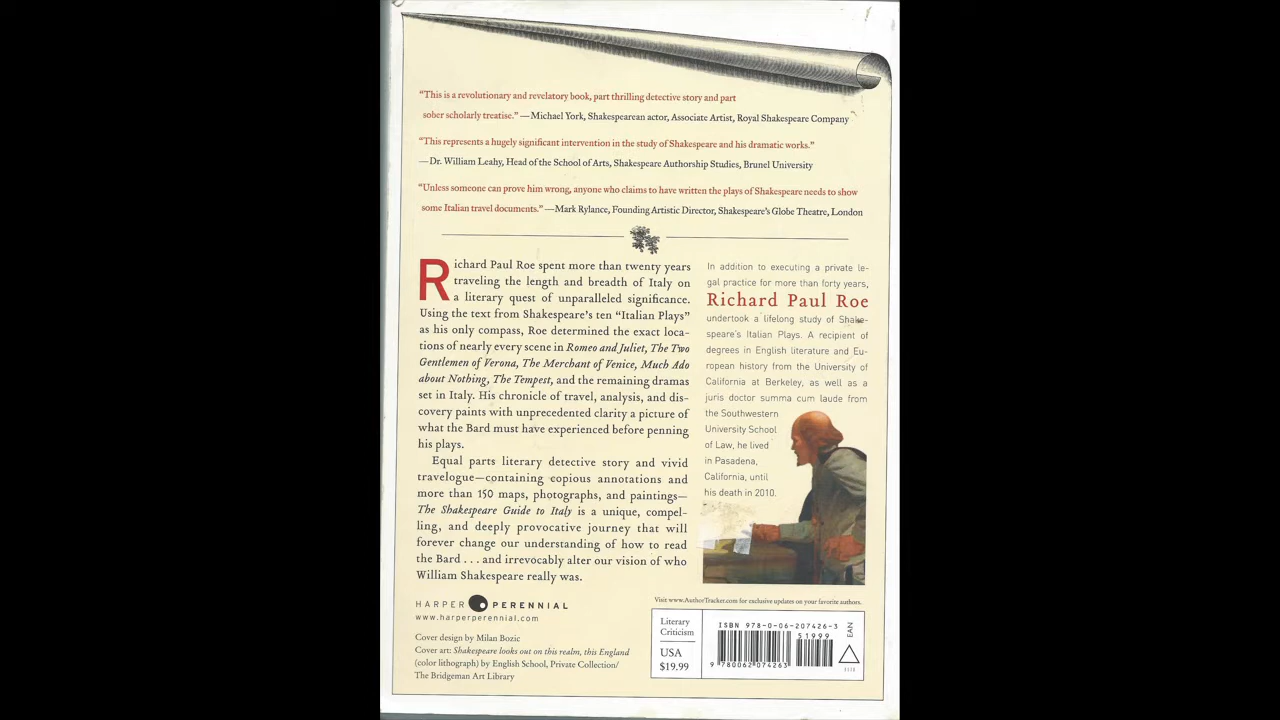 “This is a revolutionary and revelatory book, part thrilling detective story and part
sober scholarly treatise.” —Michael York, Shakespearean actor, Associate Artist, Royal Shakespeare Company
“This represents a hugely significant intervention in the study of Shakespeare and his dramatic works.”
—Dr. William Leahy, Head of the School of Arts, Shakespeare Authorship Studies, Brunel University
“Unless someone can prove him wrong, anyone who claims to have written the plays of Shakespeare needs to show
some Italian travel documents.” —Mark Rylance, Founding Artistic Director, Shakespeare’s Globe Theatre, London
Richard Paul Roe spent more than twenty years
traveling the length and breadth of Italy on
a literary quest of unparalleled significance.
Using the text from Shakespeare’s ten “Italian Plays”
as his only compass, Roe determined the exact loca-
tions of nearly every scene in Romeo and Juliet, The Two
Gentlemen of Verona, The Merchant of Venice, Much Ado
about Nothing, The Tempest, and the remaining dramas
set in Italy. His chronicle of travel, analysis, and dis-
covery paints with unprecedented clarity a picture of
what the Bard must have experienced before penning
his plays.
Equal parts literary detective story and vivid
travelogue—containing copious annotations and
more than 150 maps, photographs, and paintings—
The Shakespeare Guide to Italy is a unique, compel-
ling, and deeply provocative journey that will
forever change our understanding of how to read
the Bard . . . and irrevocably alter our vision of who
William Shakespeare really was.
In addition to executing a private le-
gal practice for more than forty years,
Richard Paul Roe
undertook a lifelong study of Shake-
speare’s Italian Plays. A recipient of
degrees in English literature and Eu-
ropean history from the University of
California at Berkeley, as well as a
juris doctor summa cum laude from
the Southwestern
University School
of Law, he lived
in Pasadena,
California, until
his death in 2010.
HARPER PERENNIAL
www.harperperennial.com
Cover design by Milan Bozic
Cover art: Shakespeare looks out on this realm, this England
(color lithograph) by English School, Private Collection/
The Bridgeman Art Library
Visit www.AuthorTracker.com for exclusive updates on your favorite authors.
Literary
Criticism
USA
$19.99
ISBN 978-0-06-207426-3
51999
9 780062 074263
EAN